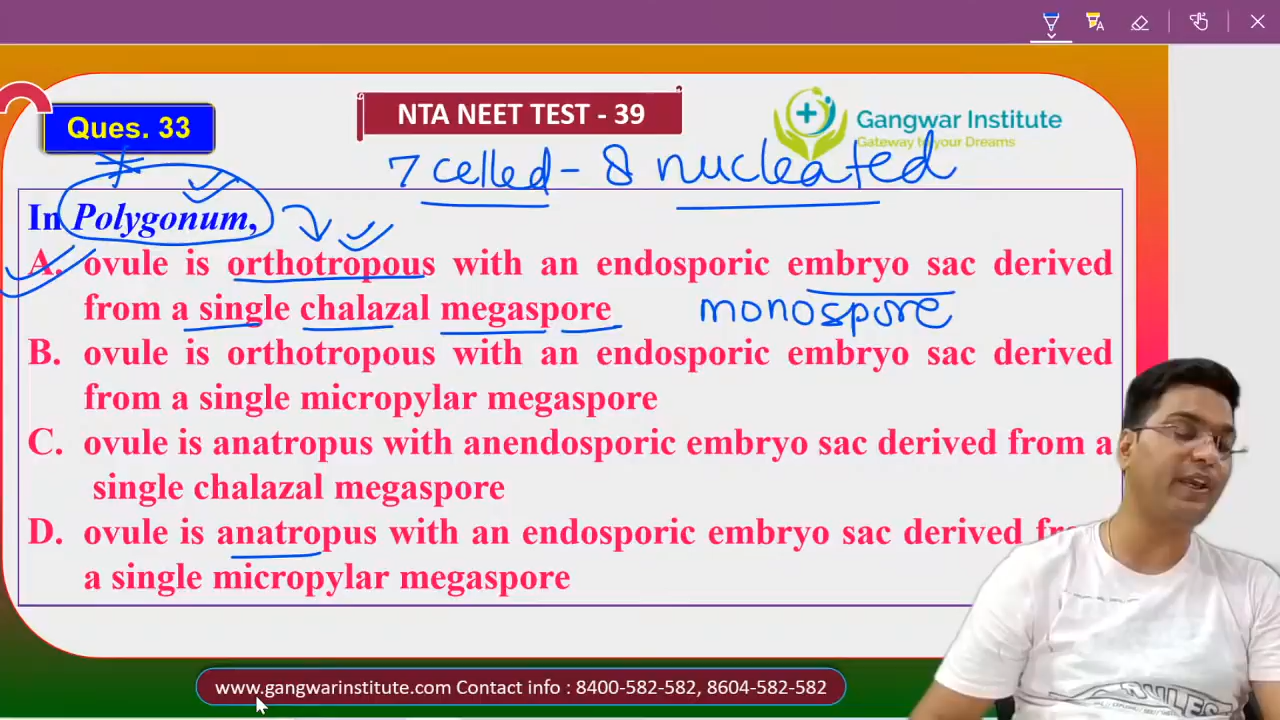 NTA NEET TEST - 39
Ques. 33
Gangwar Institute
Gateway to your Dreams
7 celled - 8 nucleated
In Polygonum,
A. ovule is orthotropous with an endosporic embryo sac derived
from a single chalazal megaspore
monospore
B. ovule is orthotropous with an endosporic embryo sac derived
from a single micropylar megaspore
C. ovule is anatropus with anendosporic embryo sac derived from a
single chalazal megaspore
D. ovule is anatropus with an endosporic embryo sac derived
a single micropylar megaspore
www.gangwarinstitute.com Contact info : 8400-582-582, 8604-582-582